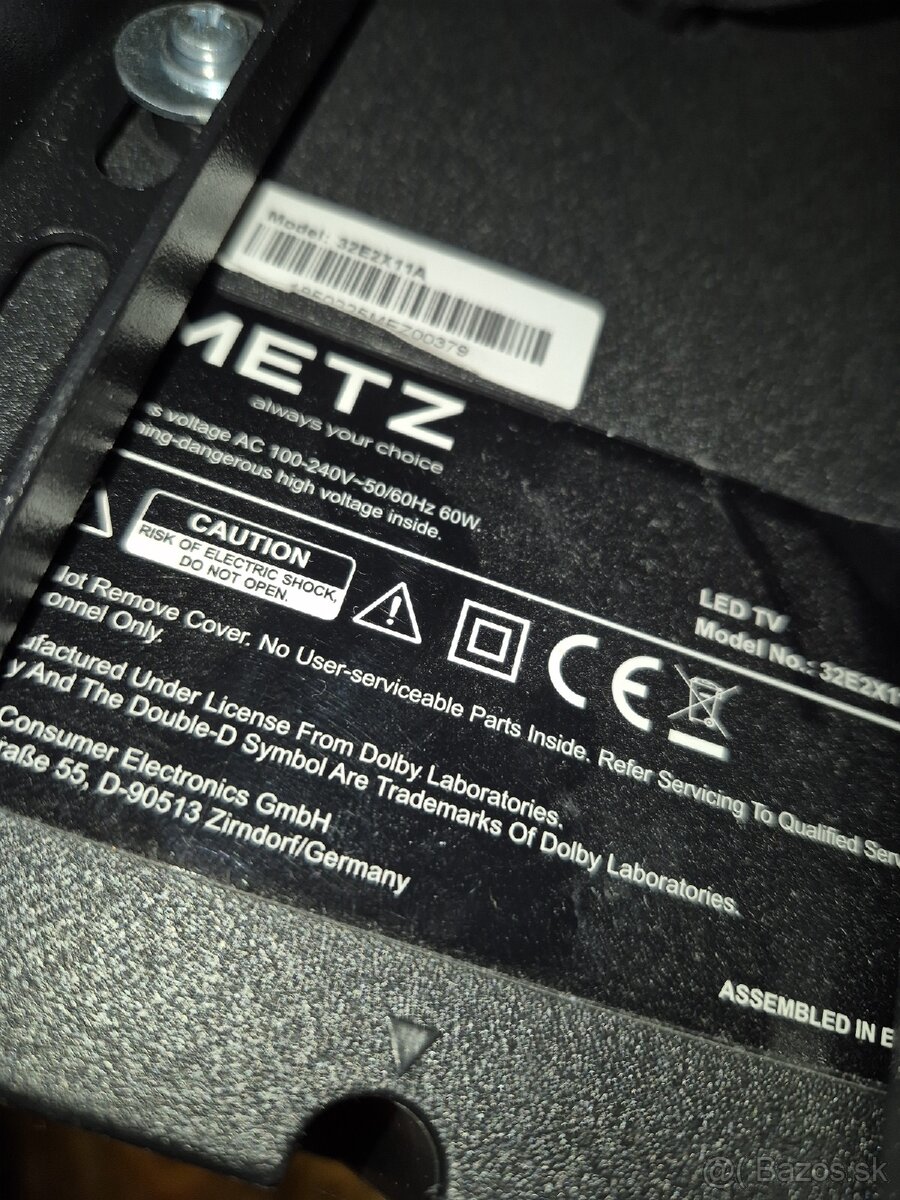 Model: 32E2X11A
METZ
always your choice
voltage AC 100-240V~50/60Hz 60W.
ning-dangerous high voltage inside.
LED TV
Model No.: 32E2X1
CAUTION
RISK OF ELECTRIC SHOCK,
DO NOT OPEN.
Not Remove Cover. No User-serviceable Parts Inside. Refer Servicing To Qualified Serv
onnel Only.
ufactured Under License From Dolby Laboratories.
y And The Double-D Symbol Are Trademarks Of Dolby Laboratories.
Consumer Electronics GmbH
raße 55, D-90513 Zirndorf/Germany
ASSEMBLED IN E
@( Bazos.sk